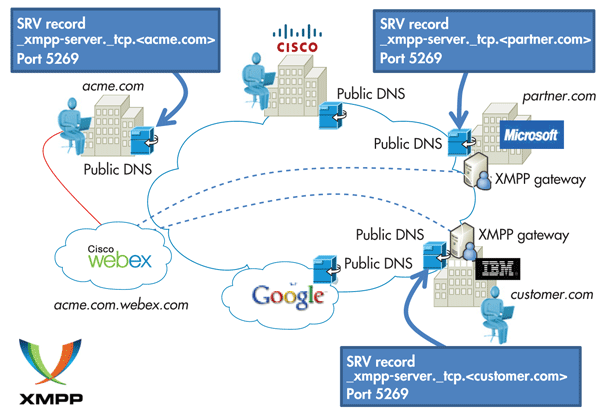 SRV record
_xmpp-server._tcp.<acme.com>
Port 5269
SRV record
_xmpp-server._tcp.<partner.com>
Port 5269
CISCO
acme.com
Public DNS
partner.com
Public DNS
Microsoft
Public DNS
XMPP gateway
Cisco
webex
acme.com.webex.com
Public DNS
XMPP gateway
Public DNS
IBM
Google
customer.com
XMPP
SRV record
_xmpp-server._tcp.<customer.com>
Port 5269